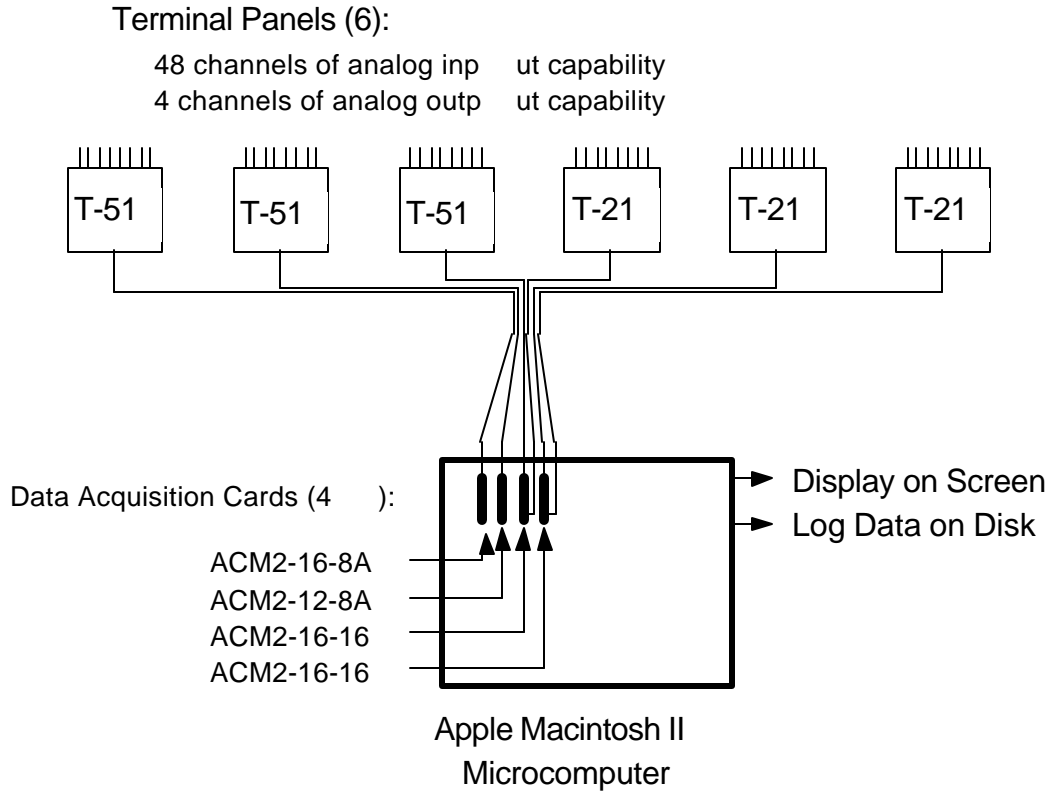 Terminal Panels (6):
48 channels of analog inp ut capability
4 channels of analog outp ut capability
T-51 T-51 T-51 T-21 T-21 T-21
Display on Screen
Data Acquisition Cards (4 ):
Log Data on Disk
ACM2-16-8A
ACM2-12-8A
ACM2-16-16
ACM2-16-16
Apple Macintosh II
Microcomputer